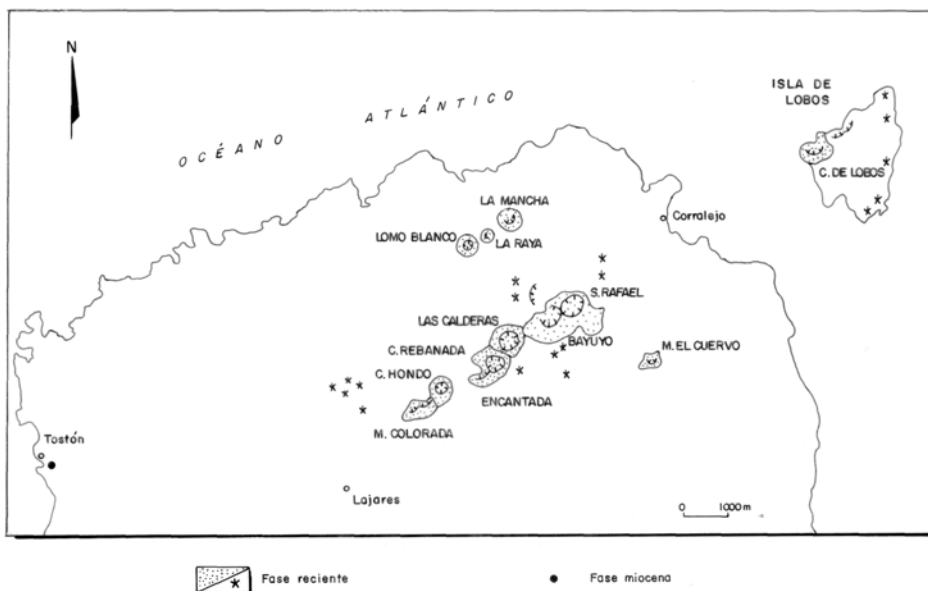 N
OCÉANO ATLÁNTICO
ISLA DE
LOBOS
C. DE LOBOS
LA MANCHA
Corralejo
LOMO BLANCO
LA RAYA
S. RAFAEL
LAS CALDERAS
BAYUYO
C. REBANADA
M. EL CUERVO
C. HONDO
ENCANTADA
M. COLORADA
Tostón
Lajares
0 1000 m
Fase reciente
Fase miocena